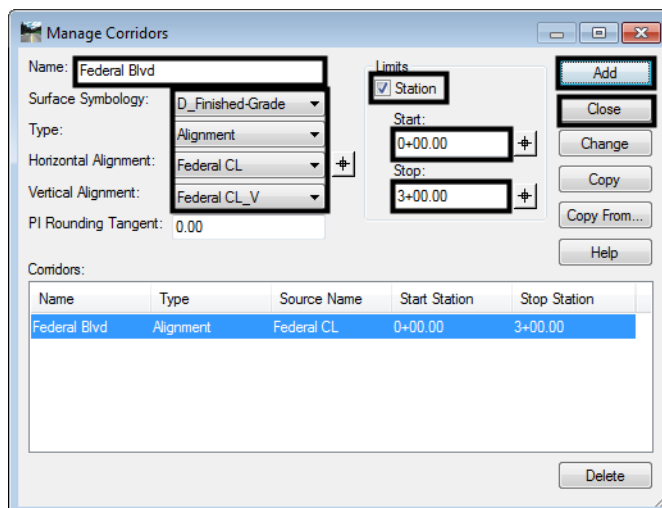 Manage Corridors
Name: Federal Blvd
Surface Symbology: D_Finished-Grade
Type: Alignment
Horizontal Alignment: Federal CL
Vertical Alignment: Federal CL_V
PI Rounding Tangent: 0.00
Limits
Station
Start:
0+00.00
Stop:
3+00.00
Add
Close
Change
Copy
Copy From...
Help
Corridors:
Name Type Source Name Start Station Stop Station
Federal Blvd Alignment Federal CL 0+00.00 3+00.00
Delete